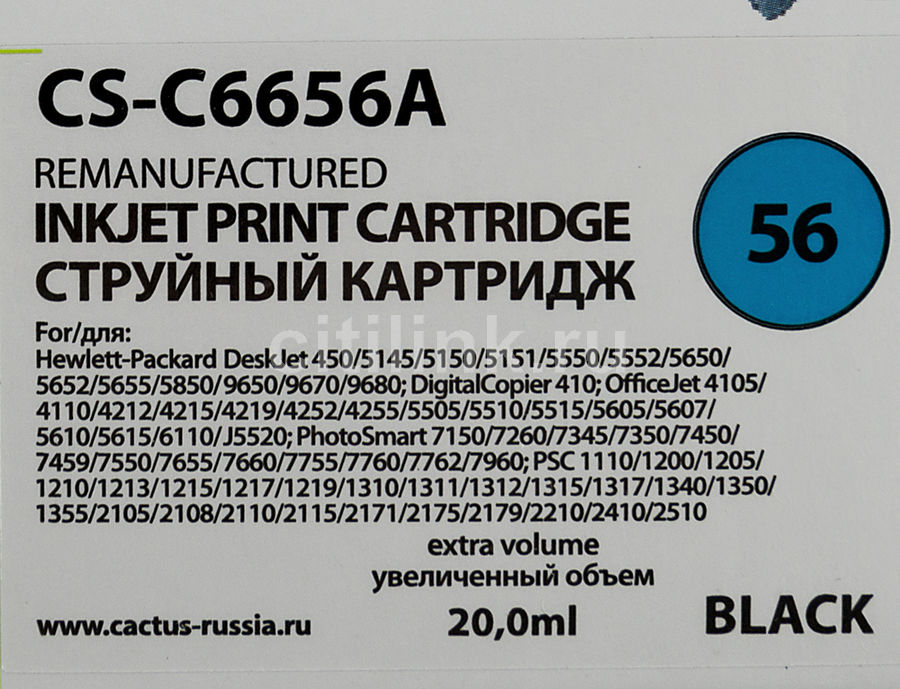 CS-C6656A
REMANUFACTURED
INKJET PRINT CARTRIDGE
СТРУЙНЫЙ КАРТРИДЖ
56
For/для:
citilink.ru
Hewlett-Packard DeskJet 450/5145/5150/5151/5550/5552/5650/
5652/5655/5850/9650/9670/9680; DigitalCopier 410; OfficeJet 4105/
4110/4212/4215/4219/4252/4255/5505/5510/5515/5605/5607/
5610/5615/6110/J5520; PhotoSmart 7150/7260/7345/7350/7450/
7459/7550/7655/7660/7755/7760/7762/7960; PSC 1110/1200/1205/
1210/1213/1215/1217/1219/1310/1311/1312/1315/1317/1340/1350/
1355/2105/2108/2110/2115/2171/2175/2179/2210/2410/2510
extra volume
увеличенный объем
www.cactus-russia.ru
20,0ml
BLACK